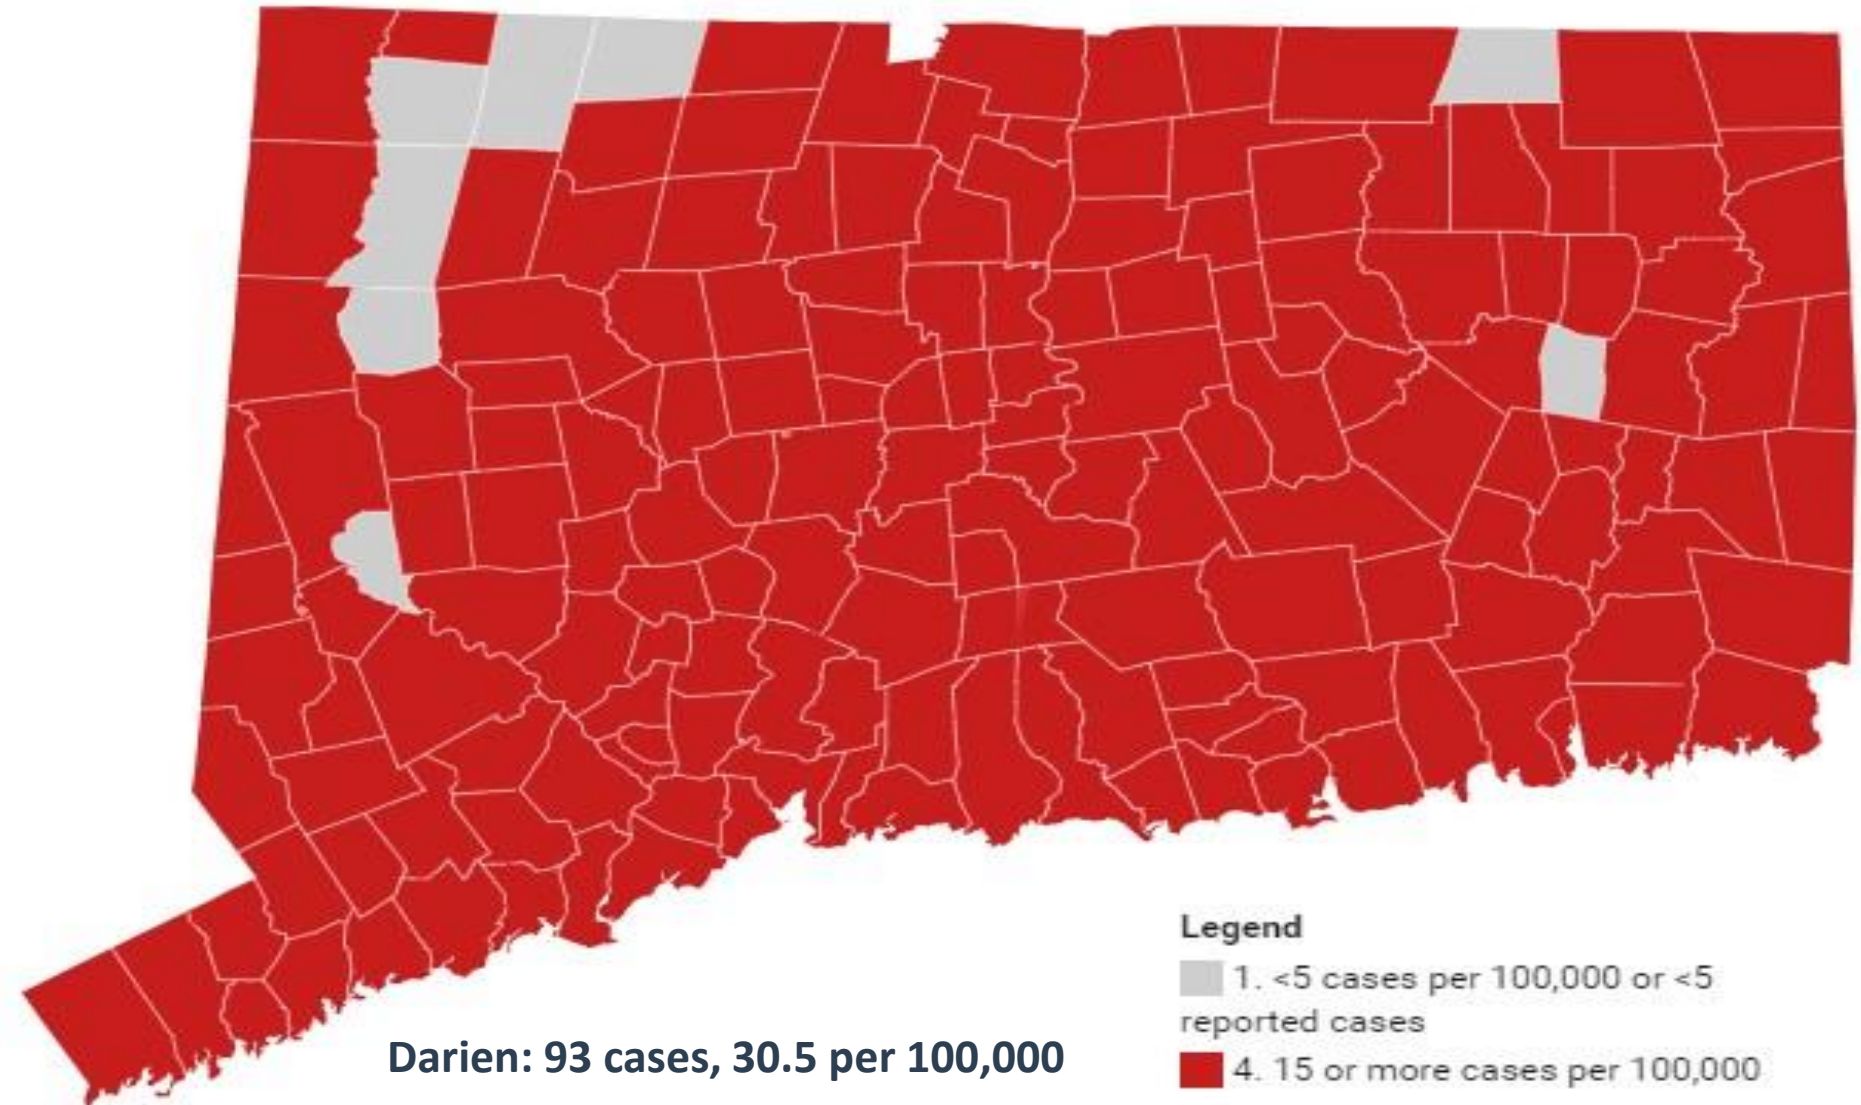 Legend
1. <5 cases per 100,000 or <5
reported cases
4. 15 or more cases per 100,000
Darien: 93 cases, 30.5 per 100,000